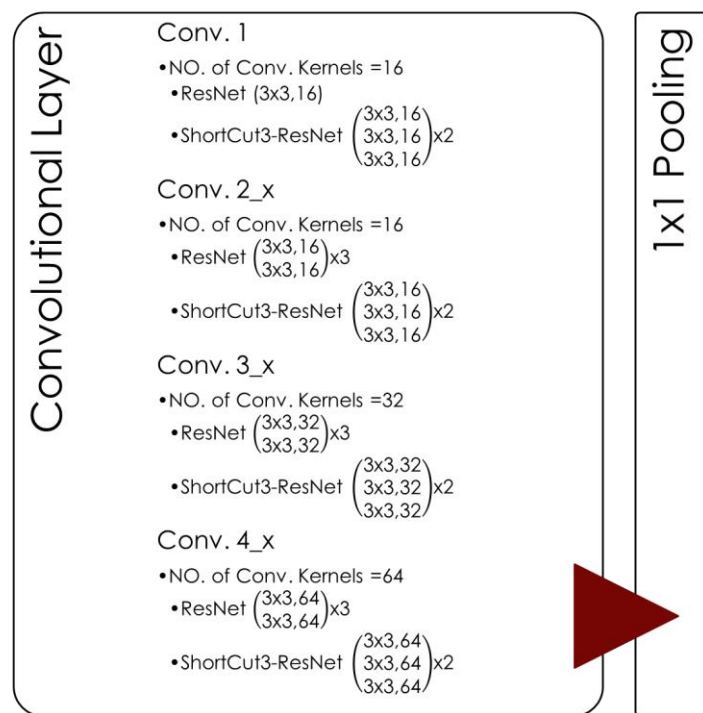 Convolutional Layer
Conv. 1
•NO. of Conv. Kernels =16
•ResNet (3x3,16)
•ShortCut3-ResNet (3x3,16
3x3,16
3x3,16)x2
Conv. 2_x
•NO. of Conv. Kernels =16
•ResNet (3x3,16
3x3,16)x3
•ShortCut3-ResNet (3x3,16
3x3,16
3x3,16)x2
Conv. 3_x
•NO. of Conv. Kernels =32
•ResNet (3x3,32
3x3,32)x3
•ShortCut3-ResNet (3x3,32
3x3,32
3x3,32)x2
Conv. 4_x
•NO. of Conv. Kernels =64
•ResNet (3x3,64
3x3,64)x3
•ShortCut3-ResNet (3x3,64
3x3,64
3x3,64)x2
1x1 Pooling